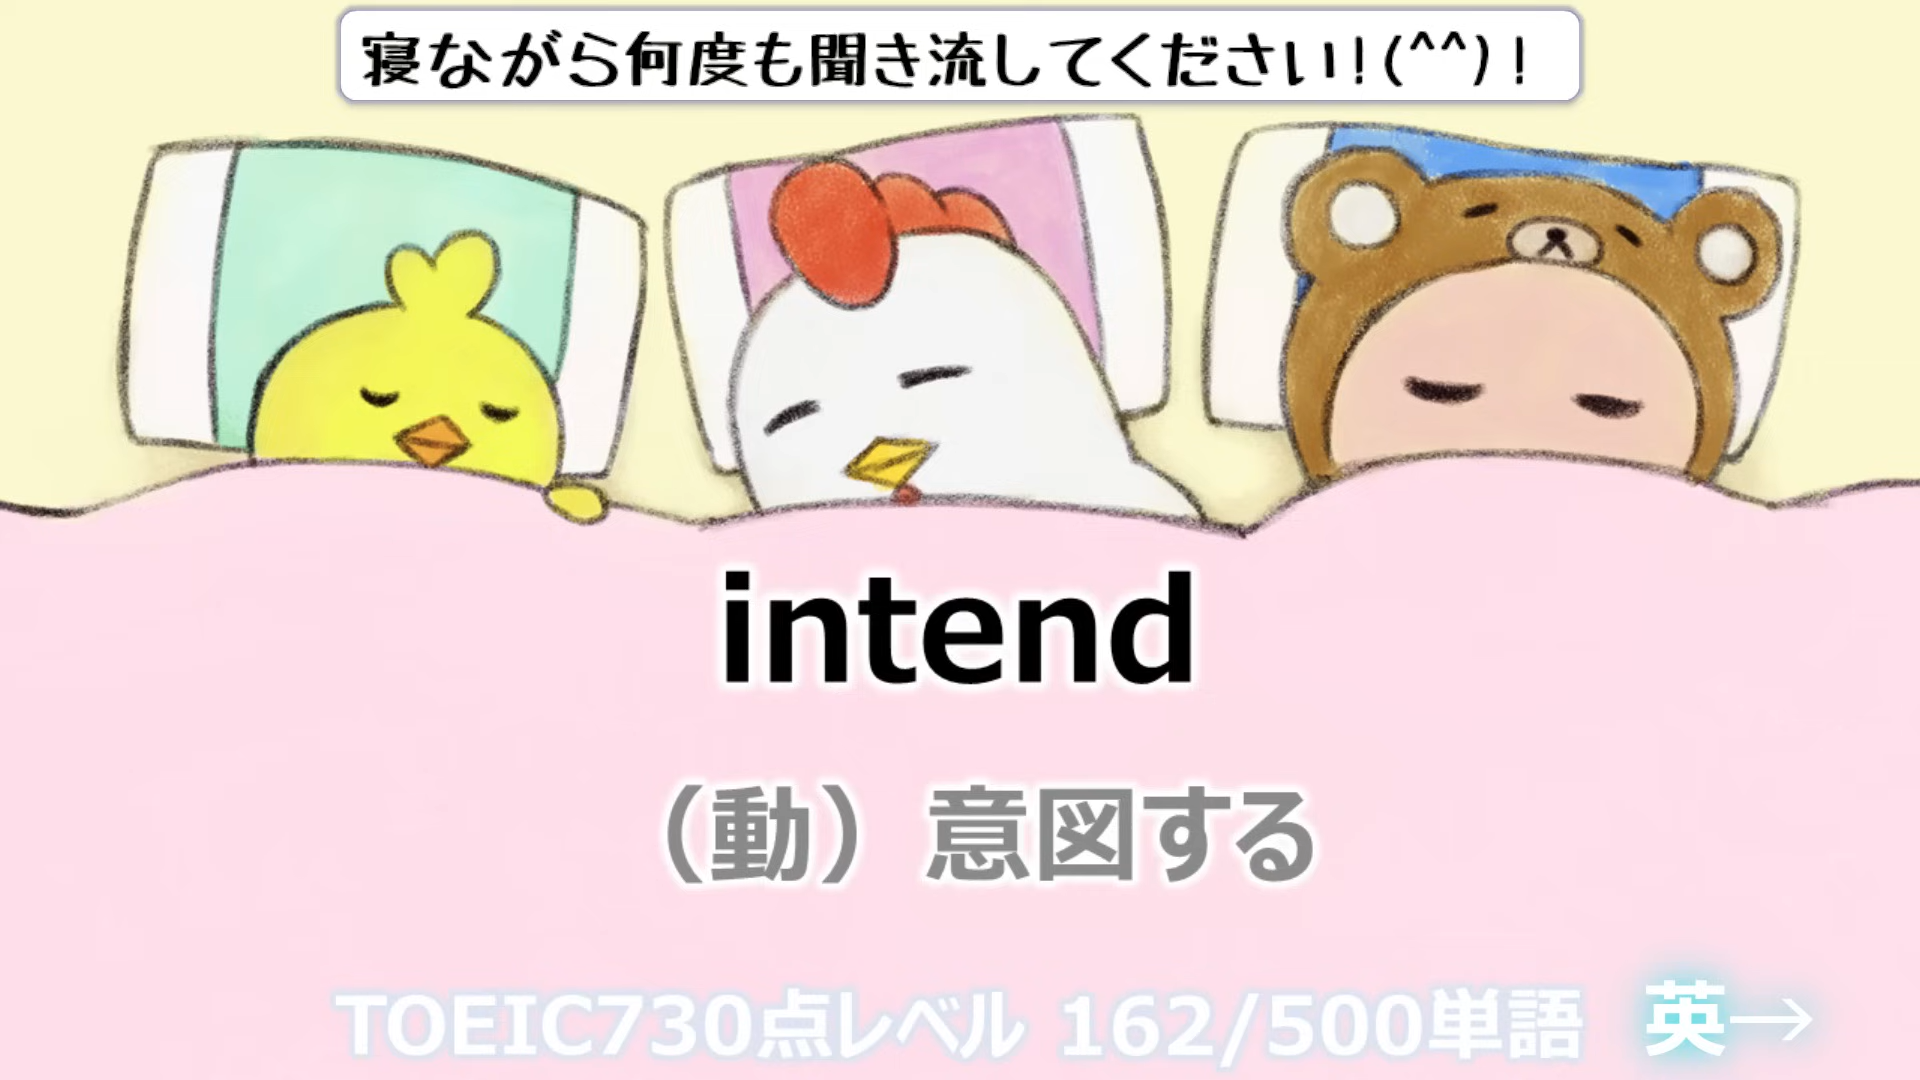 寝ながら何度も聞き流してください!(^^)!
intend
（動）意図する
TOEIC730点レベル 162/500単語 英→